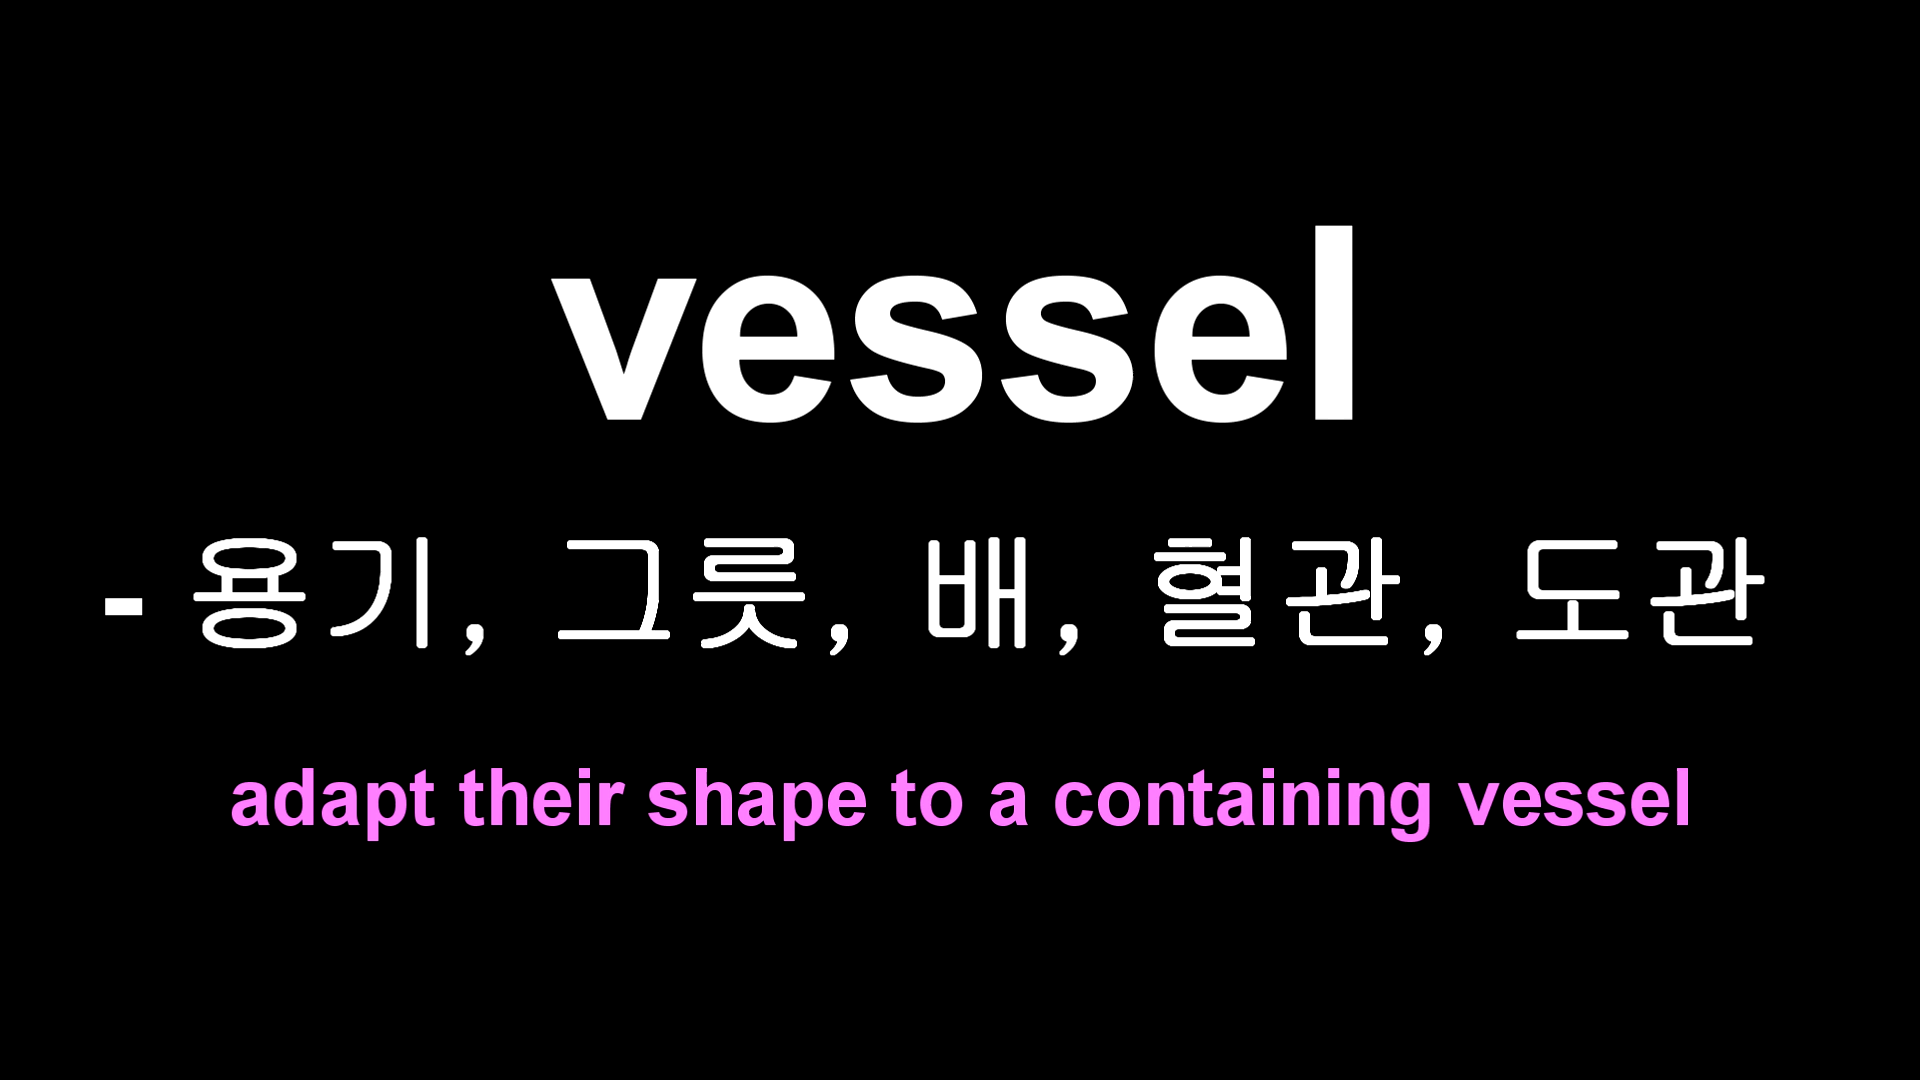 vessel
- 용기, 그릇, 배, 혈관, 도관
adapt their shape to a containing vessel